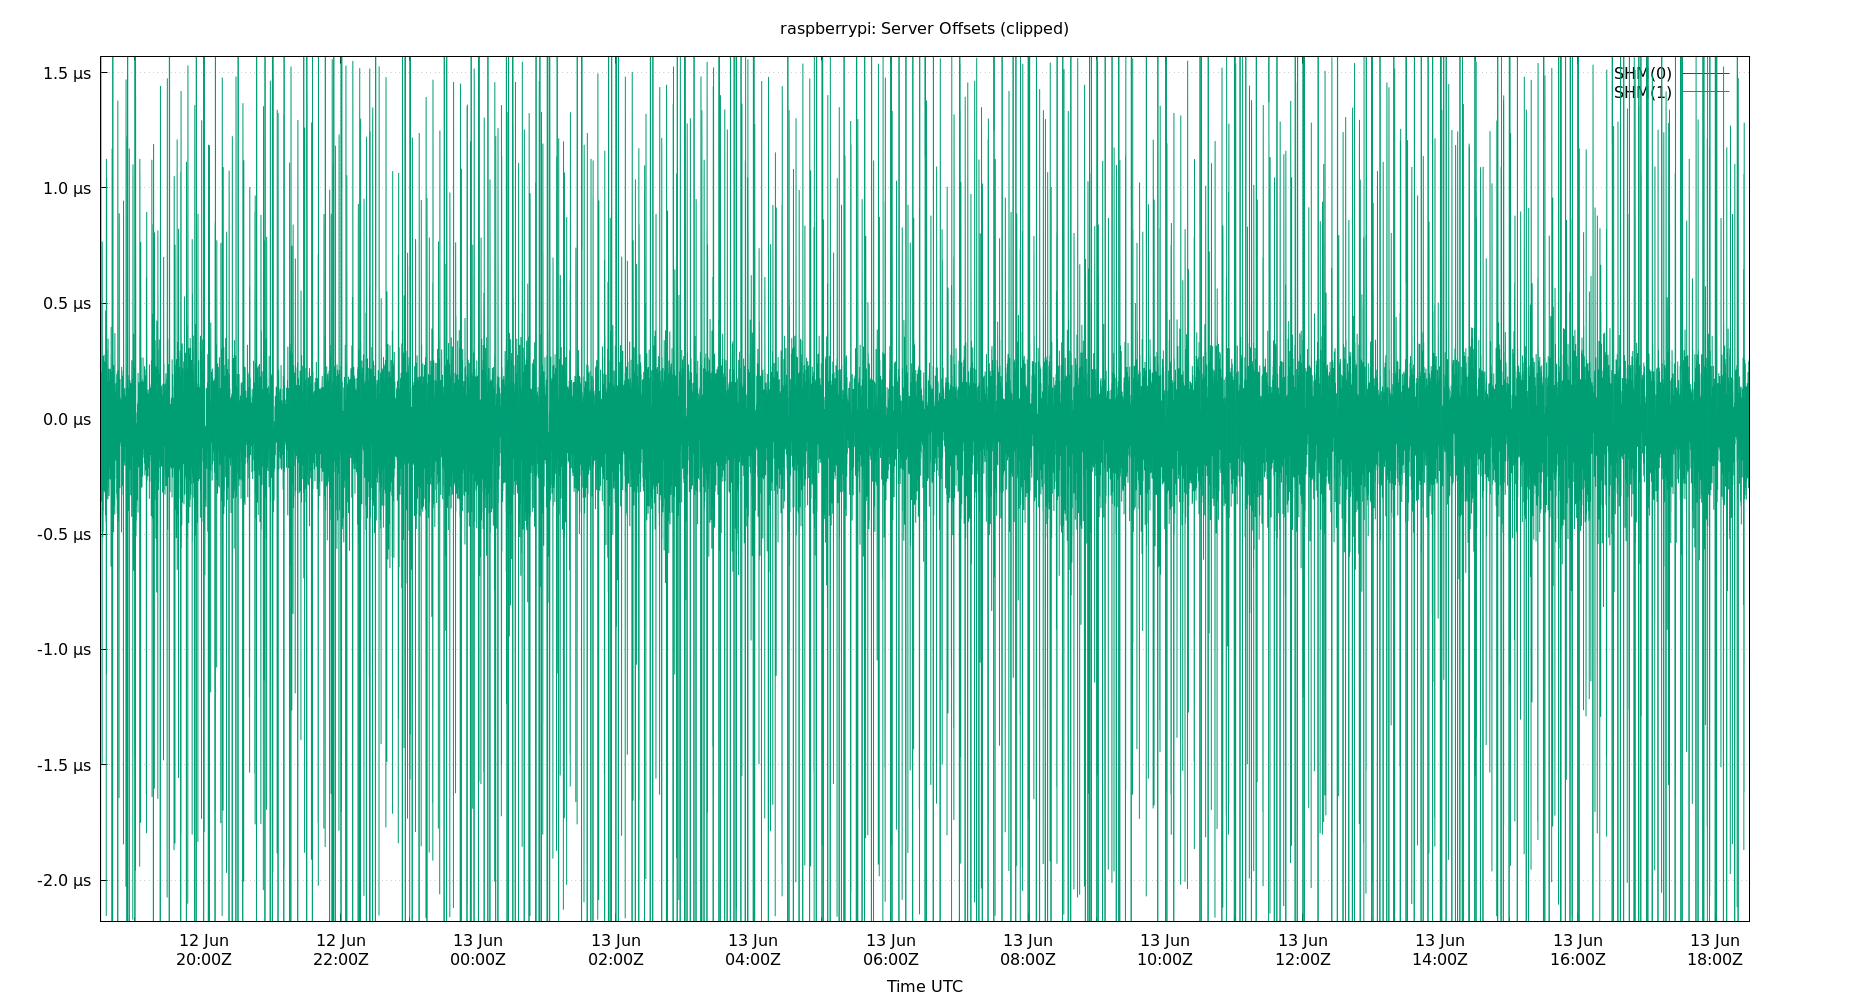 raspberrypi: Server Offsets (clipped)
1.5 µs
1.0 µs
0.5 µs
0.0 µs
-0.5 µs
-1.0 µs
-1.5 µs
-2.0 µs
SHM(0)
SHM(1)
12 Jun 12 Jun 13 Jun 13 Jun 13 Jun 13 Jun 13 Jun 13 Jun 13 Jun 13 Jun 13 Jun 13 Jun
20:00Z 22:00Z 00:00Z 02:00Z 04:00Z 06:00Z 08:00Z 10:00Z 12:00Z 14:00Z 16:00Z 18:00Z
Time UTC